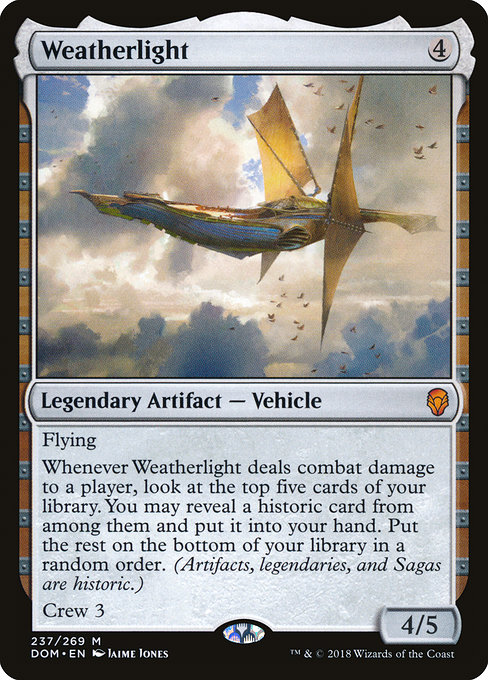 Weatherlight 4
Legendary Artifact — Vehicle
Flying
Whenever Weatherlight deals combat damage
to a player, look at the top five cards of your
library. You may reveal a historic card from
among them and put it into your hand. Put
the rest on the bottom of your library in a
random order. (Artifacts, legendaries, and Sagas
are historic.)
Crew 3
4/5
237/269 M
DOM • EN Jaime Jones
™ & © 2018 Wizards of the Coast